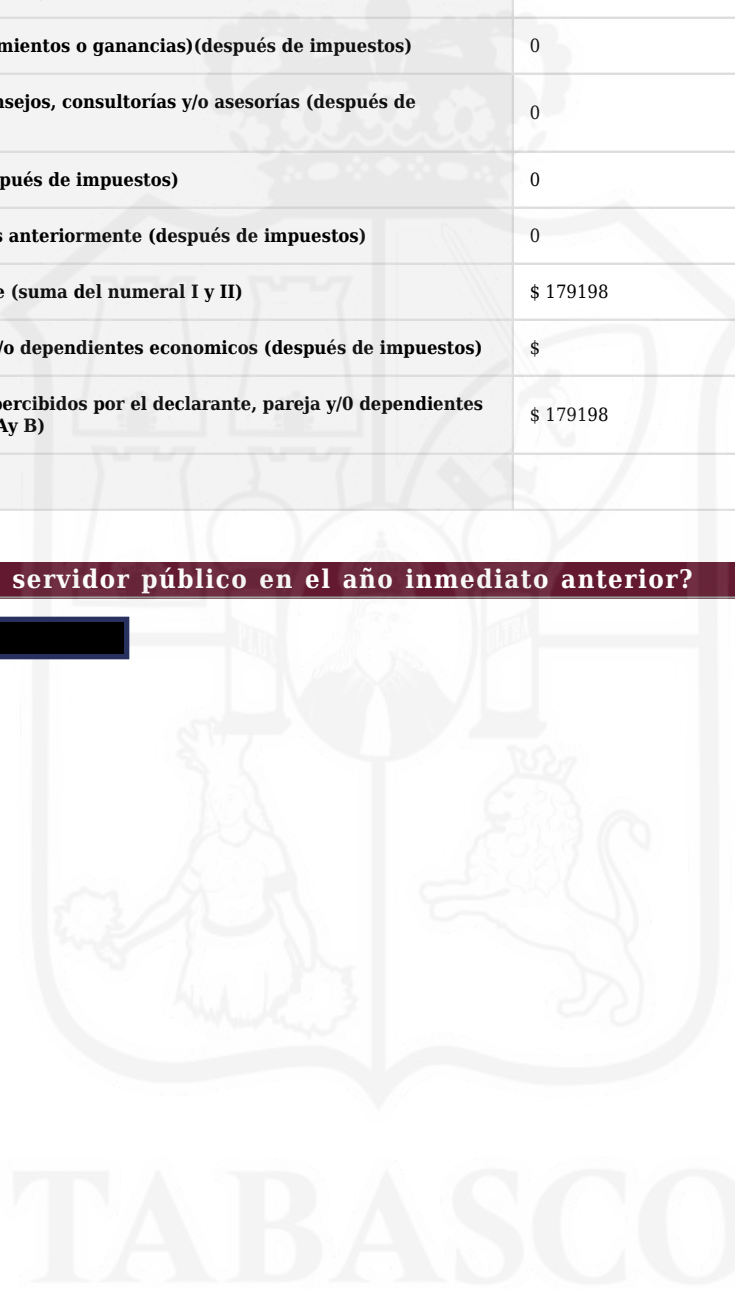 mientos o ganancias)(después de impuestos) 0
nsejos, consultorías y/o asesorías (después de
0
pués de impuestos) 0
s anteriormente (después de impuestos) 0
e (suma del numeral I y II) $ 179198
/o dependientes economicos (después de impuestos) $
percibidos por el declarante, pareja y/0 dependientes
Ay B) $ 179198
servidor público en el año inmediato anterior?
TABASCO